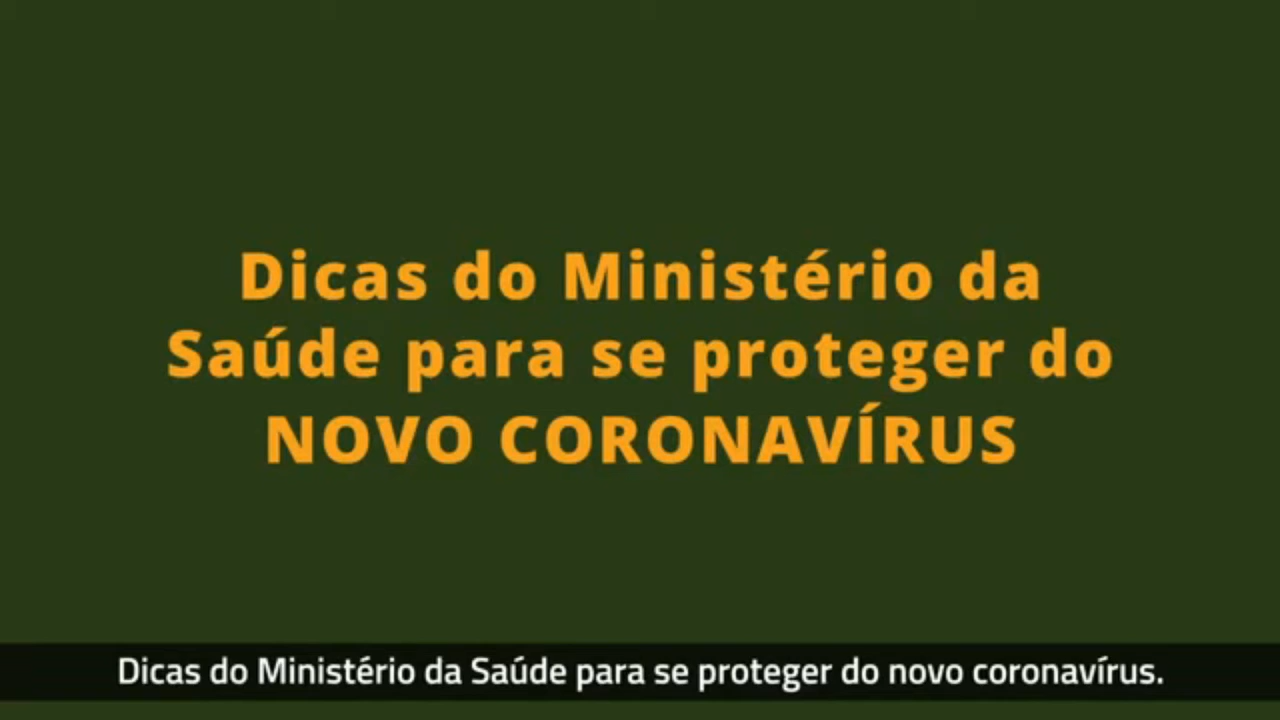 Dicas do Ministério da
Saúde para se proteger do
NOVO CORONAVÍRUS
Dicas do Ministério da Saúde para se proteger do novo coronavírus.